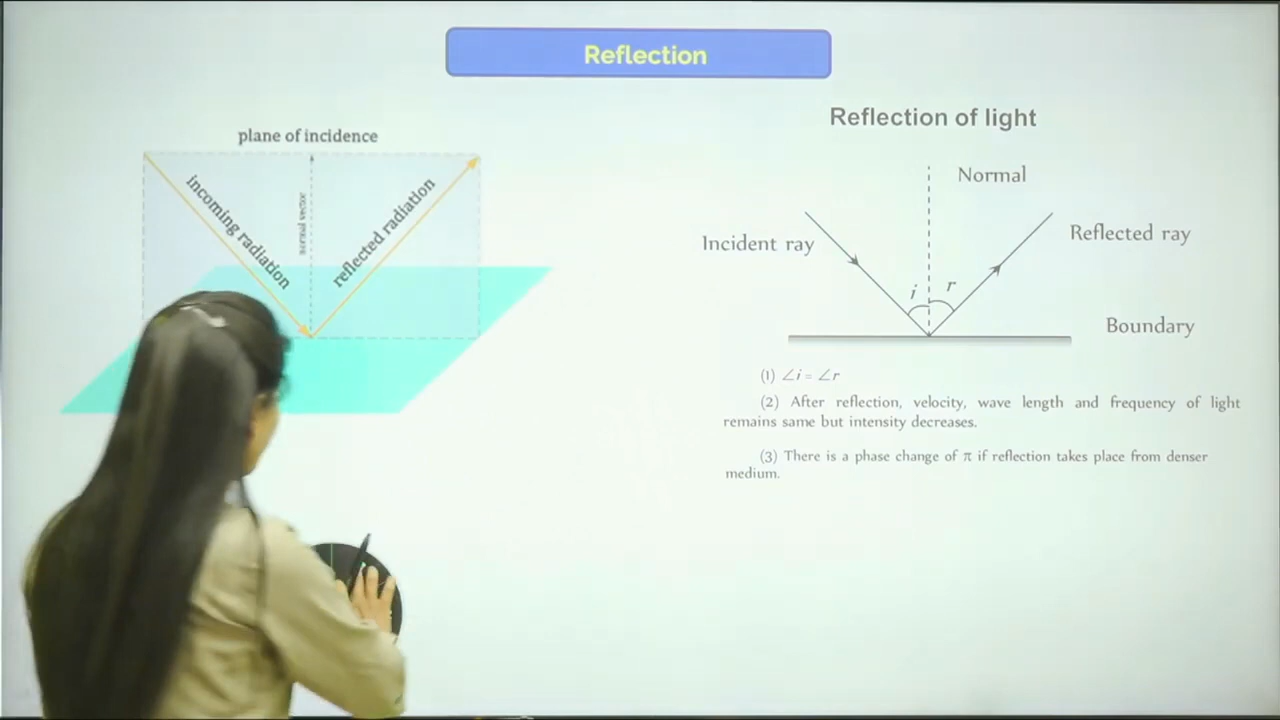 Reflection
plane of incidence
incoming radiation
normal vector
reflected radiation
Reflection of light
Normal
Incident ray
Reflected ray
i
r
Boundary
(1) ∠i = ∠r
(2) After reflection, velocity, wave length and frequency of light
remains same but intensity decreases.
(3) There is a phase change of π if reflection takes place from denser
medium.